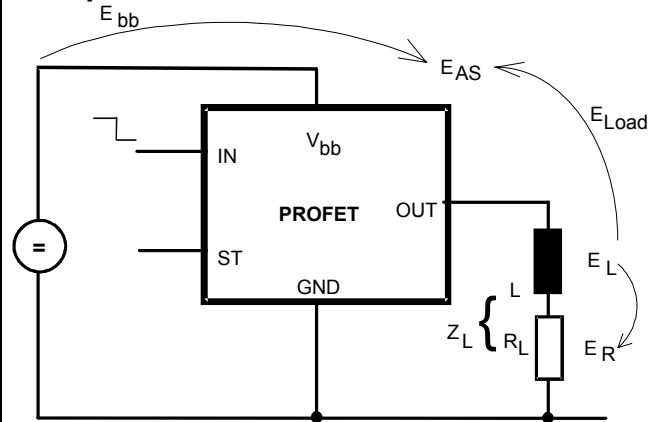 E bb
E AS
E Load
V bb
IN
PROFET
OUT
ST
=
GND
E L
L
Z L { R L
E R